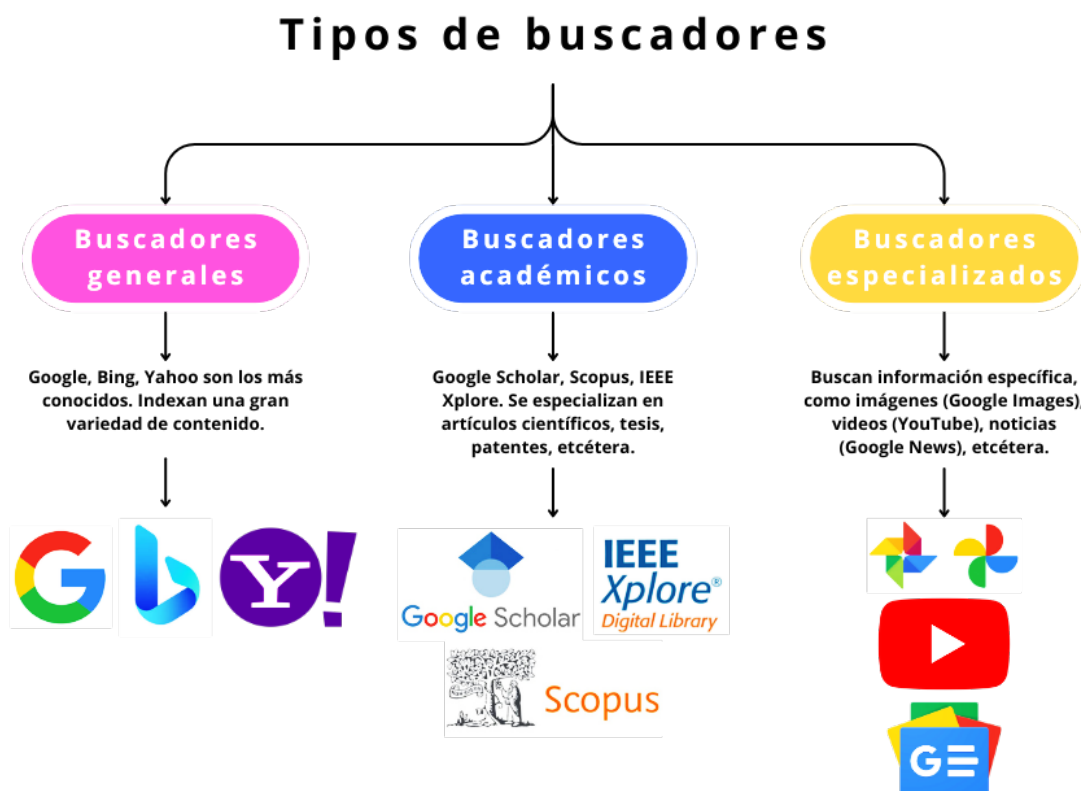 Tipos de buscadores
Buscadores
generales
Google, Bing, Yahoo son los más
conocidos. Indexan una gran
variedad de contenido.
Y!
Buscadores
académicos
Google Scholar, Scopus, IEEE
Xplore. Se especializan en
artículos científicos, tesis,
patentes, etcétera.
Google Scholar
IEEE
Xplore®
Digital Library
Scopus
Buscadores
especializados
Buscan información específica,
como imágenes (Google Images),
videos (YouTube), noticias
(Google News), etcétera.
G